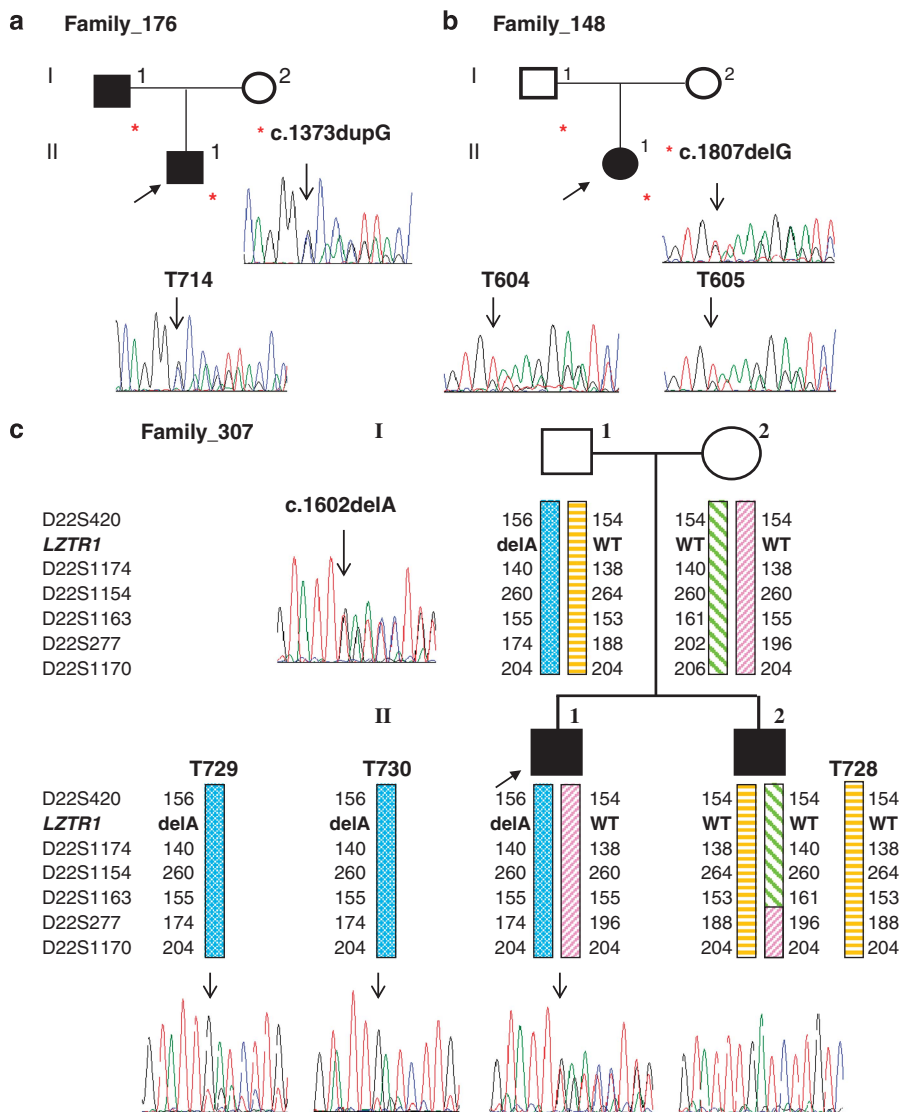 a Family_176
I 1 2
* * c.1373dupG
II 1
*
T714
b Family_148
I 1 2
* * c.1807delG
II 1
*
T604 T605
c Family_307 I 1 2
c.1602delA
D22S420 156 154 154 154
LZTR1 delA WT WT WT
D22S1174 140 138 140 138
D22S1154 260 264 260 260
D22S1163 155 153 161 155
D22S277 174 188 202 196
D22S1170 204 204 206 204
II 1 2
T729 T730 T728
D22S420 156 156 156 154 154 154 154
LZTR1 delA delA delA WT WT WT WT
D22S1174 140 140 140 138 138 140 138
D22S1154 260 260 260 260 264 260 264
D22S1163 155 155 155 155 153 161 153
D22S277 174 174 174 196 188 196 188
D22S1170 204 204 204 204 204 204 204